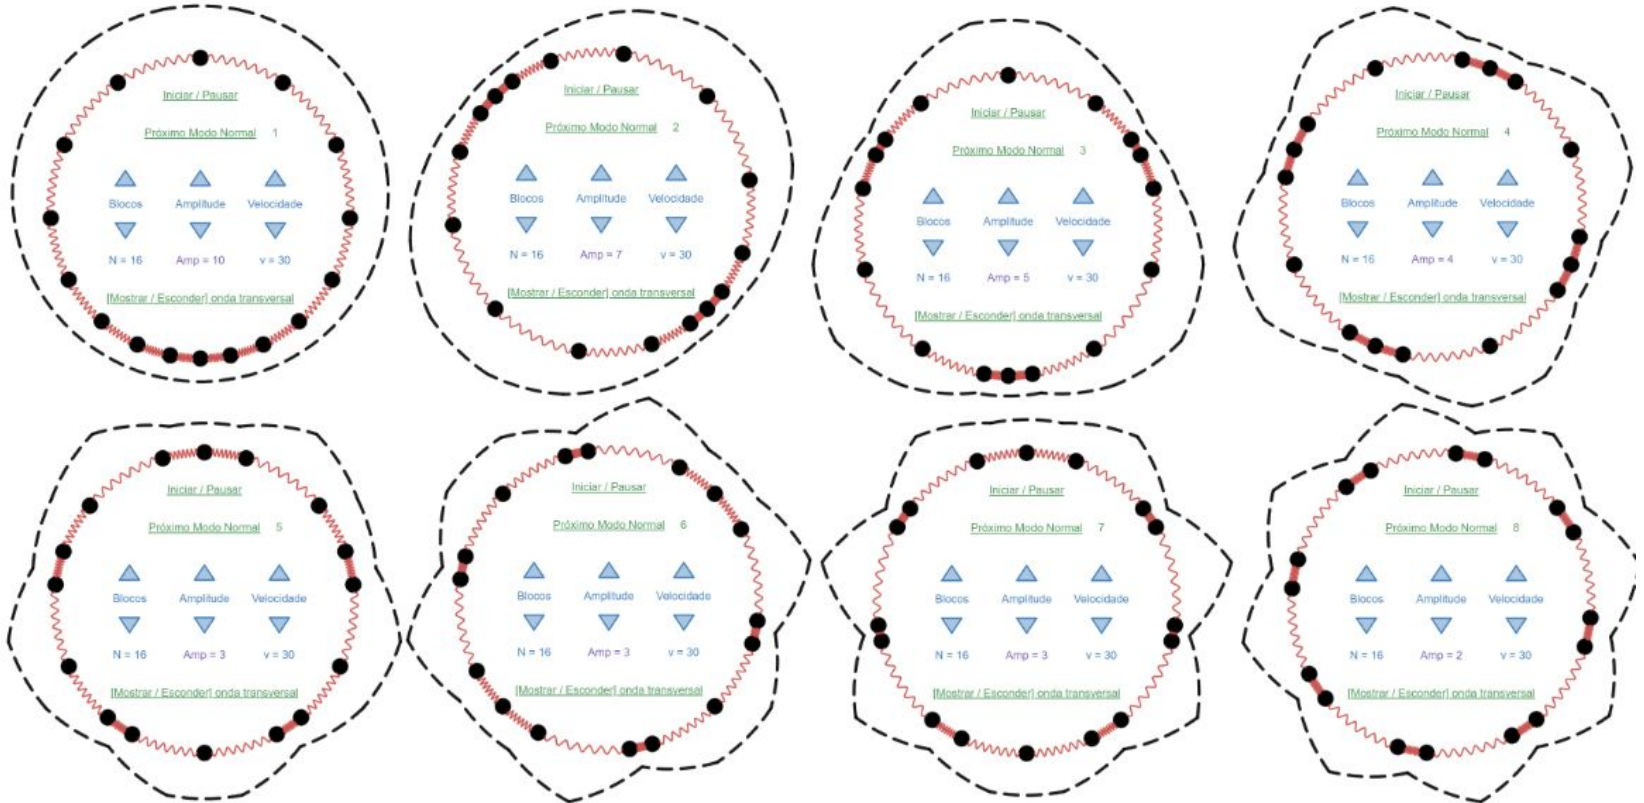 Iniciar / Pausar
Próximo Modo Normal 1
Blocos Amplitude Velocidade
N = 16 Amp = 10 v = 30
[Mostrar / Esconder] onda transversal
Iniciar / Pausar
Próximo Modo Normal 2
Blocos Amplitude Velocidade
N = 16 Amp = 7 v = 30
[Mostrar / Esconder] onda transversal
Iniciar / Pausar
Próximo Modo Normal 3
Blocos Amplitude Velocidade
N = 16 Amp = 5 v = 30
[Mostrar / Esconder] onda transversal
Iniciar / Pausar
Próximo Modo Normal 4
Blocos Amplitude Velocidade
N = 16 Amp = 4 v = 30
[Mostrar / Esconder] onda transversal
Iniciar / Pausar
Próximo Modo Normal 5
Blocos Amplitude Velocidade
N = 16 Amp = 3 v = 30
[Mostrar / Esconder] onda transversal
Iniciar / Pausar
Próximo Modo Normal 6
Blocos Amplitude Velocidade
N = 16 Amp = 3 v = 30
[Mostrar / Esconder] onda transversal
Iniciar / Pausar
Próximo Modo Normal 7
Blocos Amplitude Velocidade
N = 16 Amp = 3 v = 30
[Mostrar / Esconder] onda transversal
Iniciar / Pausar
Próximo Modo Normal 8
Blocos Amplitude Velocidade
N = 16 Amp = 2 v = 30
[Mostrar / Esconder] onda transversal